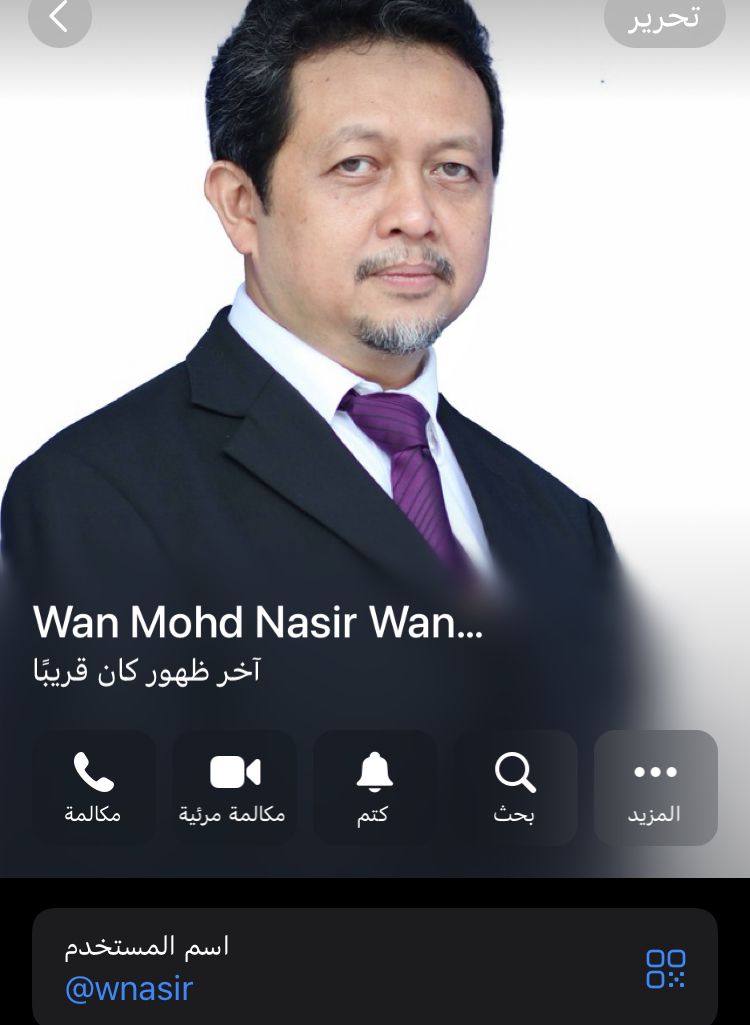 تحرير
Wan Mohd Nasir Wan...
آخر ظهور كان قريبًا
مكالمة
مكالمة مرئية
كتم
بحث
المزيد
اسم المستخدم
@wnasir